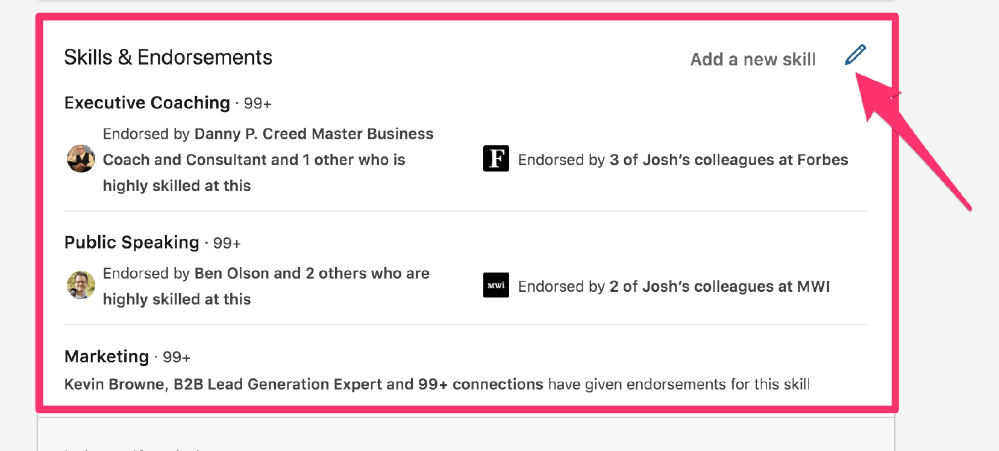 Skills & Endorsements
Add a new skill
Executive Coaching · 99+
Endorsed by Danny P. Creed Master Business
Coach and Consultant and 1 other who is
highly skilled at this
F
Endorsed by 3 of Josh’s colleagues at Forbes
Public Speaking · 99+
Endorsed by Ben Olson and 2 others who are
highly skilled at this
MWi
Endorsed by 2 of Josh’s colleagues at MWI
Marketing · 99+
Kevin Browne, B2B Lead Generation Expert and 99+ connections have given endorsements for this skill